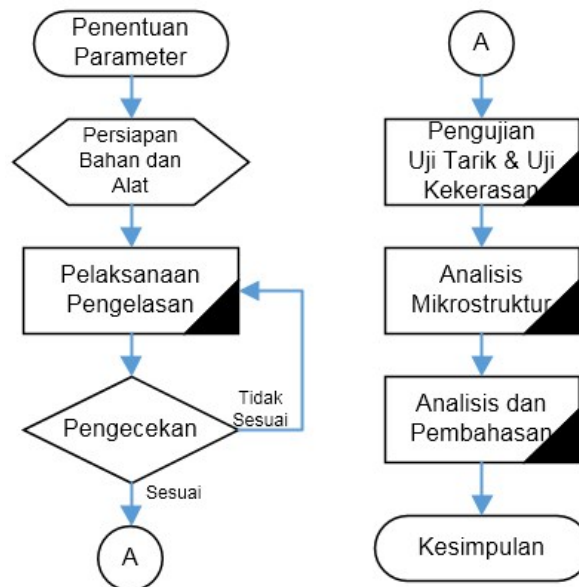 Penentuan
Parameter
Persiapan
Bahan dan
Alat
Pelaksanaan
Pengelasan
Pengecekan
Tidak
Sesuai
Sesuai
A
A
Pengujian
Uji Tarik & Uji
Kekerasan
Analisis
Mikrostruktur
Analisis dan
Pembahasan
Kesimpulan